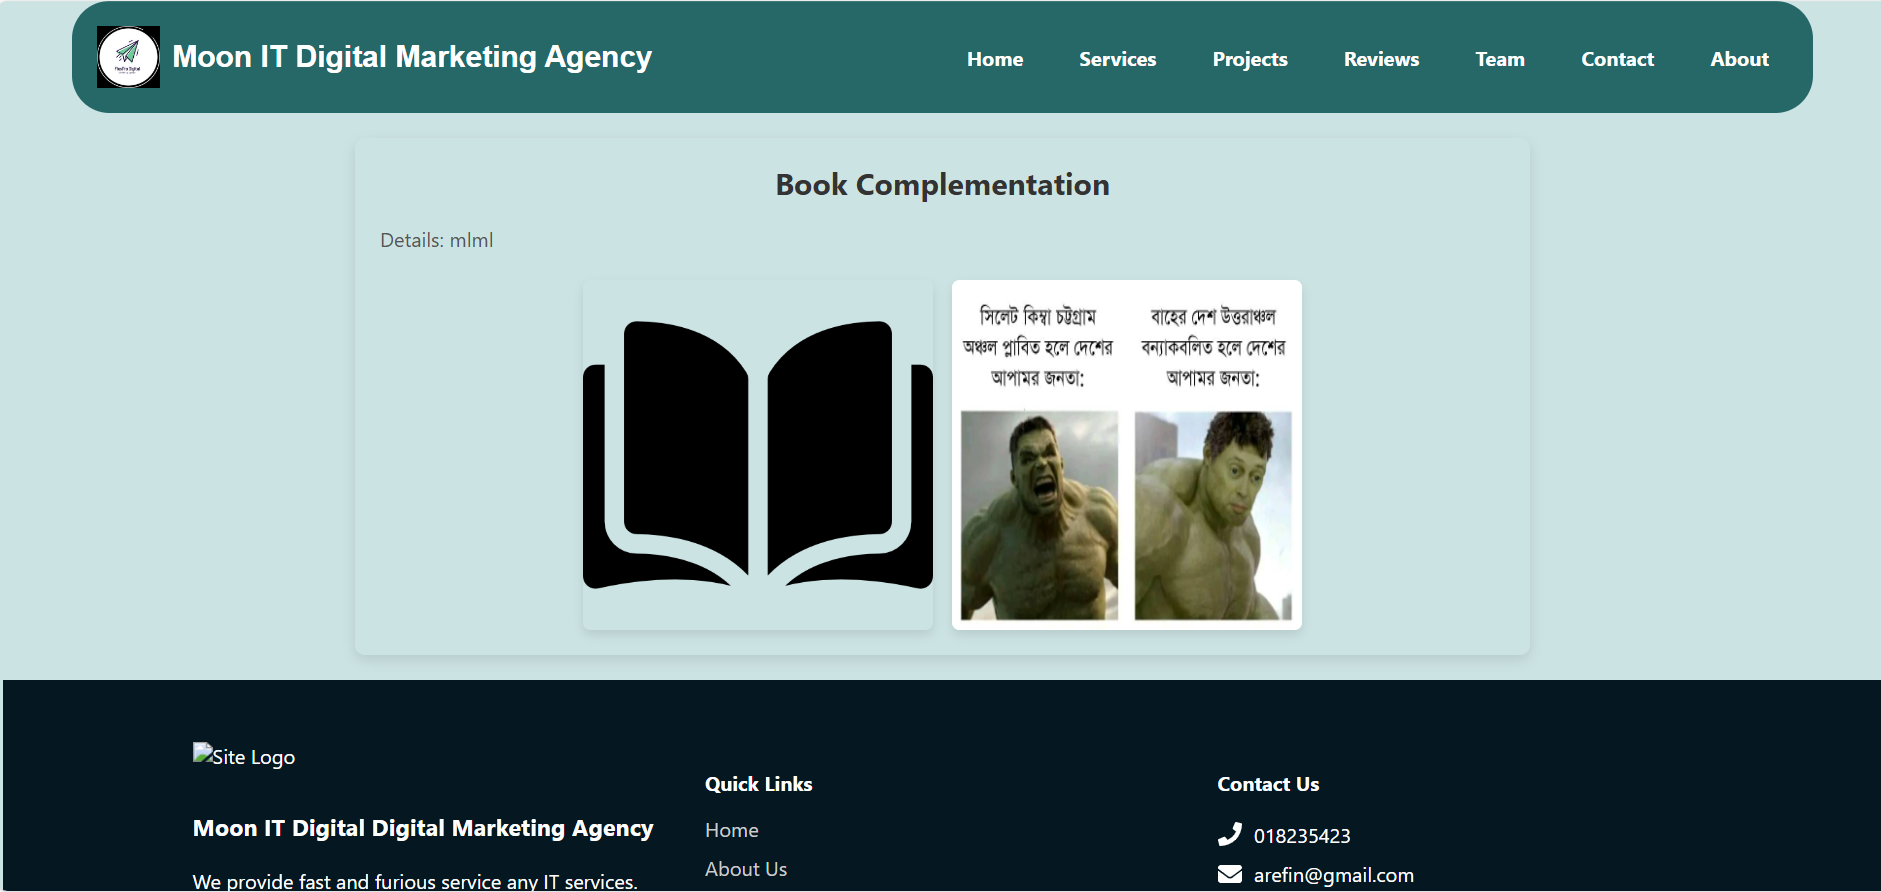 Moon IT Digital Marketing Agency
Home Services Projects Reviews Team Contact About
Book Complementation
Details: mlml
সিলেট কিম্বা চট্টগ্রাম
অঞ্চল প্লাবিত হলে দেশের
আপামর জনতা:
বাহের দেশ উত্তরাঞ্চল
বন্যাকবলিত হলে দেশের
আপামর জনতা:
Site Logo
Moon IT Digital Digital Marketing Agency
We provide fast and furious service any IT services.
Quick Links
Home
About Us
Contact Us
018235423
arefin@gmail.com